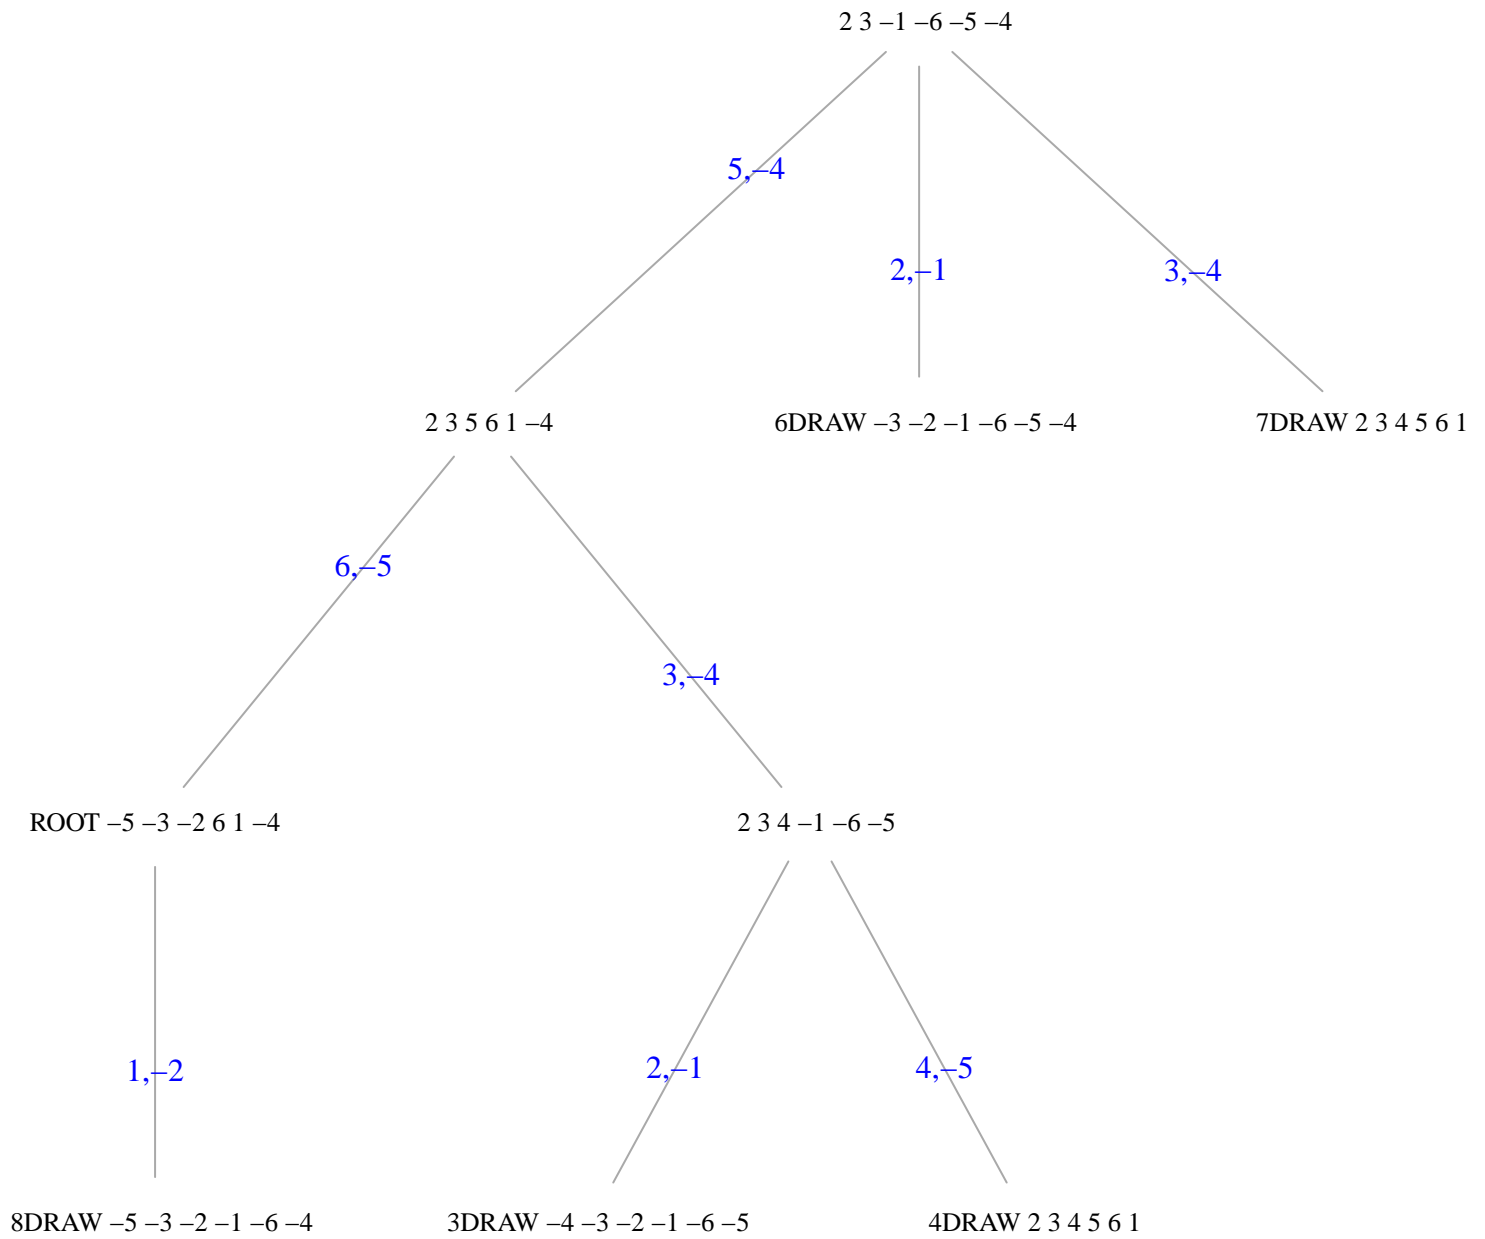 2 3 –1 –6 –5 –4
5,–4
2,–1
3,–4
2 3 5 6 1 –4
6DRAW –3 –2 –1 –6 –5 –4
7DRAW 2 3 4 5 6 1
6,–5
3,–4
ROOT –5 –3 –2 6 1 –4
2 3 4 –1 –6 –5
1,–2
2,–1
4,–5
8DRAW –5 –3 –2 –1 –6 –4
3DRAW –4 –3 –2 –1 –6 –5
4DRAW 2 3 4 5 6 1